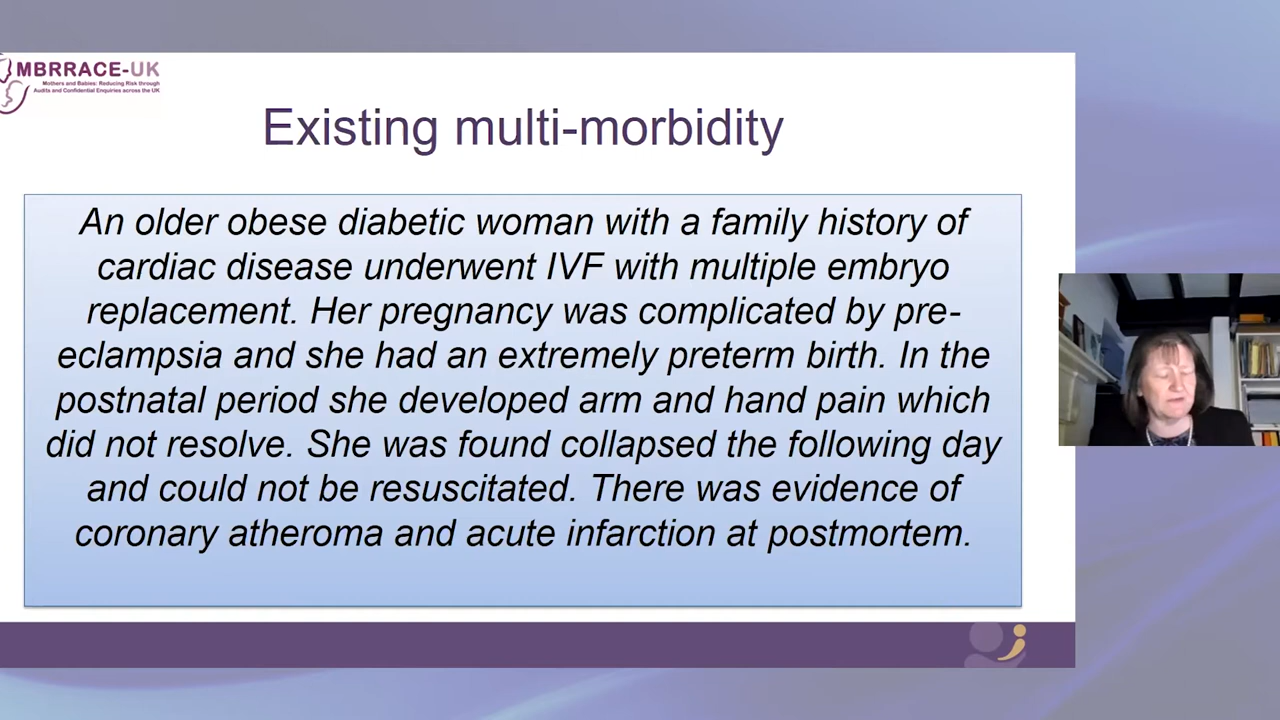 MBRRACE-UK
Mothers and Babies: Reducing Risk through
Audits and Confidential Enquiries across the UK
Existing multi-morbidity
An older obese diabetic woman with a family history of
cardiac disease underwent IVF with multiple embryo
replacement. Her pregnancy was complicated by pre-
eclampsia and she had an extremely preterm birth. In the
postnatal period she developed arm and hand pain which
did not resolve. She was found collapsed the following day
and could not be resuscitated. There was evidence of
coronary atheroma and acute infarction at postmortem.